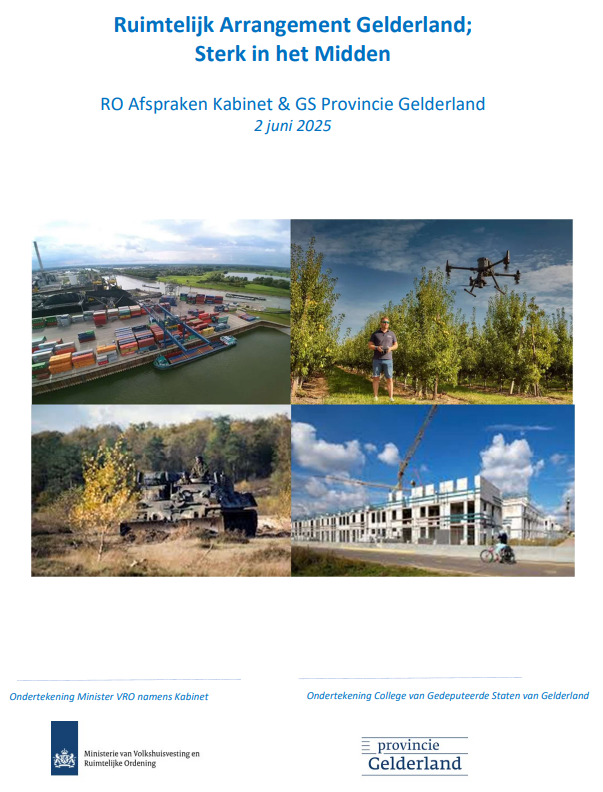 Ruimtelijk Arrangement Gelderland;
Sterk in het Midden
RO Afspraken Kabinet & GS Provincie Gelderland
2 juni 2025
Ondertekening Minister VRO namens Kabinet
Ondertekening College van Gedeputeerde Staten van Gelderland
Ministerie van Volkshuisvesting en
Ruimtelijke Ordening
provincie
Gelderland